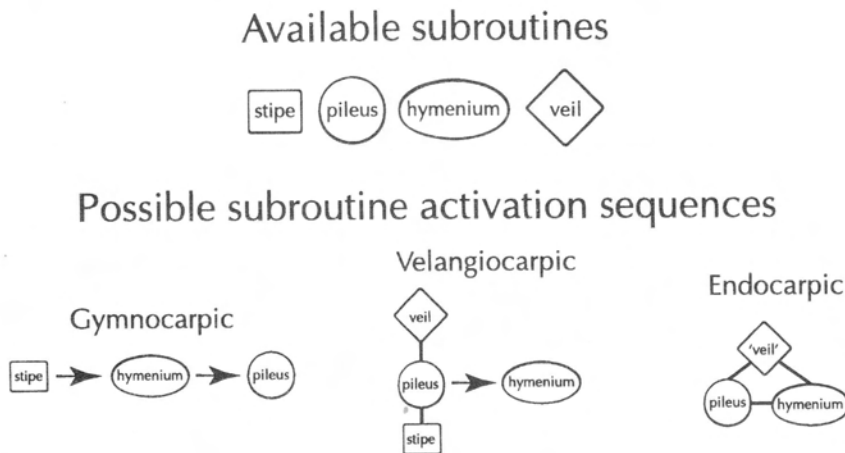 Available subroutines
stipe pileus hymenium veil
Possible subroutine activation sequences
Gymnocarpic
stipe hymenium pileus
Velangiocarpic
veil
pileus hymenium
stipe
Endocarpic
'veil'
pileus hymenium